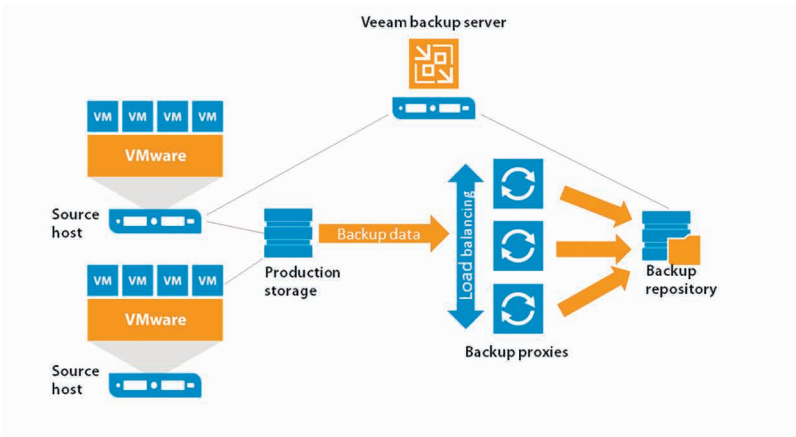 Veeam backup server
VM VM VM VM
VMware
Source
host
Production
storage
Backup data
Load balancing
Backup proxies
Backup
repository
VM VM VM VM
VMware
Source
host